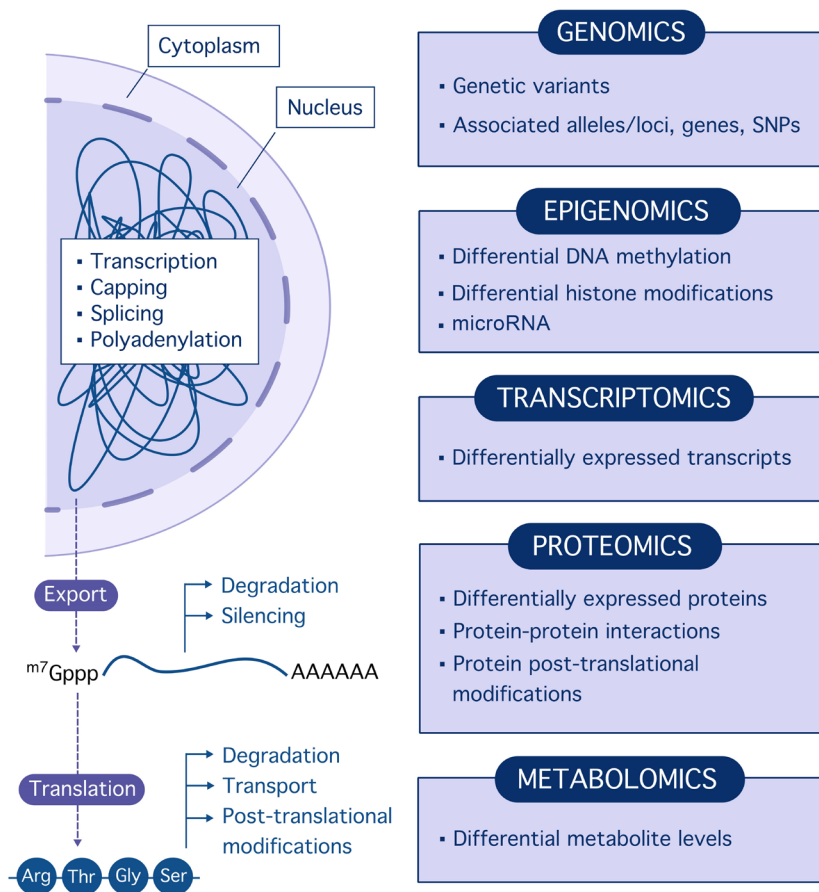 Cytoplasm
Nucleus
▪ Transcription
▪ Capping
▪ Splicing
▪ Polyadenylation
Export
Degradation
Silencing
m7Gppp
AAAAAA
Translation
Degradation
Transport
Post-translational
modifications
Arg Thr Gly Ser
GENOMICS
▪ Genetic variants
▪ Associated alleles/loci, genes, SNPs
EPIGENOMICS
▪ Differential DNA methylation
▪ Differential histone modifications
▪ microRNA
TRANSCRIPTOMICS
▪ Differentially expressed transcripts
PROTEOMICS
▪ Differentially expressed proteins
▪ Protein-protein interactions
▪ Protein post-translational
modifications
METABOLOMICS
▪ Differential metabolite levels